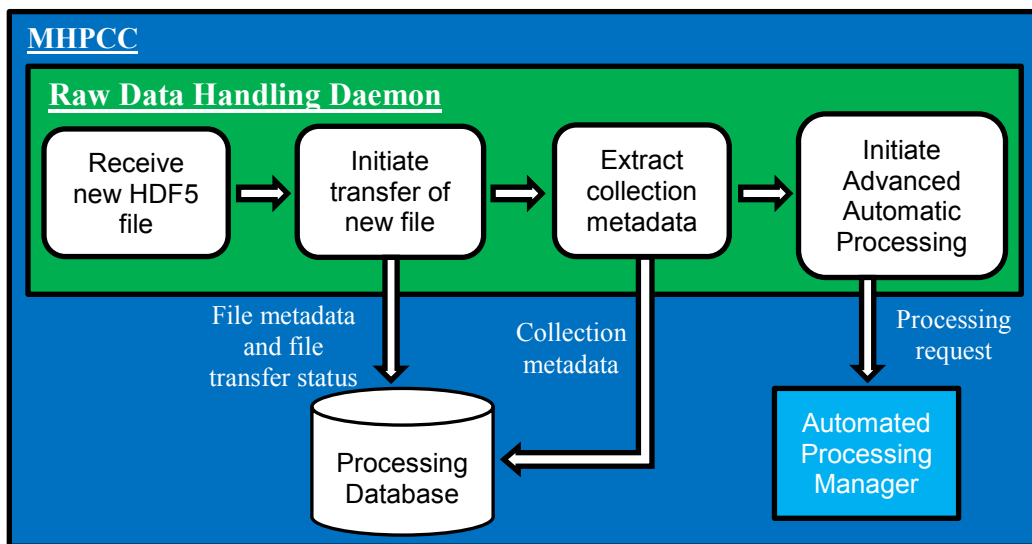 MHPCC
Raw Data Handling Daemon
Receive
new HDF5
file
Initiate
transfer of
new file
Extract
collection
metadata
Initiate
Advanced
Automatic
Processing
File metadata
and file
transfer status
Collection
metadata
Processing
request
Processing
Database
Automated
Processing
Manager